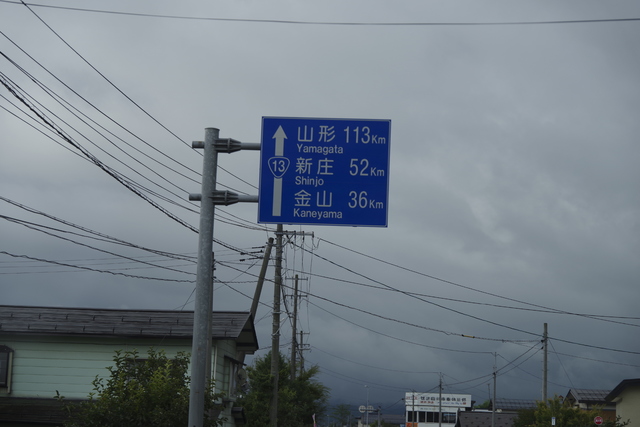 山形 113Km
Yamagata
13
新庄 52Km
Shinjo
金山 36Km
Kaneyama